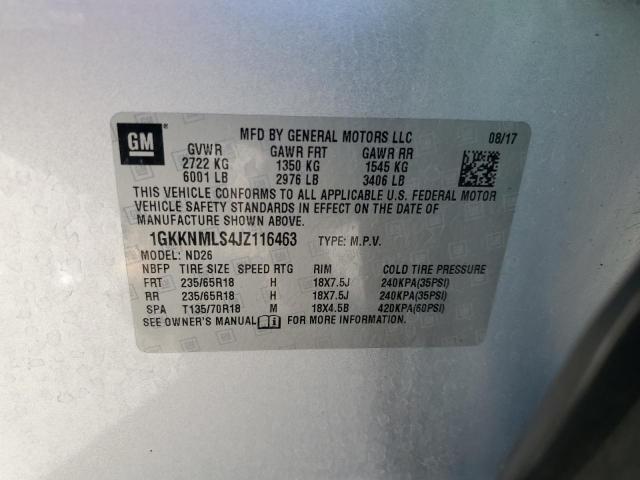 GM
MFD BY GENERAL MOTORS LLC 08/17
GVWR GAWR FRT GAWR RR
2722 KG 1350 KG 1545 KG
6001 LB 2976 LB 3406 LB
THIS VEHICLE CONFORMS TO ALL APPLICABLE U.S. FEDERAL MOTOR
VEHICLE SAFETY STANDARDS IN EFFECT ON THE DATE OF
MANUFACTURE SHOWN ABOVE.
1GKKNMLS4JZ116463 TYPE: M.P.V.
MODEL: ND26
NBFP TIRE SIZE SPEED RTG RIM COLD TIRE PRESSURE
FRT 235/65R18 H 18X7.5J 240KPA(35PSI)
RR 235/65R18 H 18X7.5J 240KPA(35PSI)
SPA T135/70R18 M 18X4.5B 420KPA(60PSI)
SEE OWNER'S MANUAL FOR MORE INFORMATION.